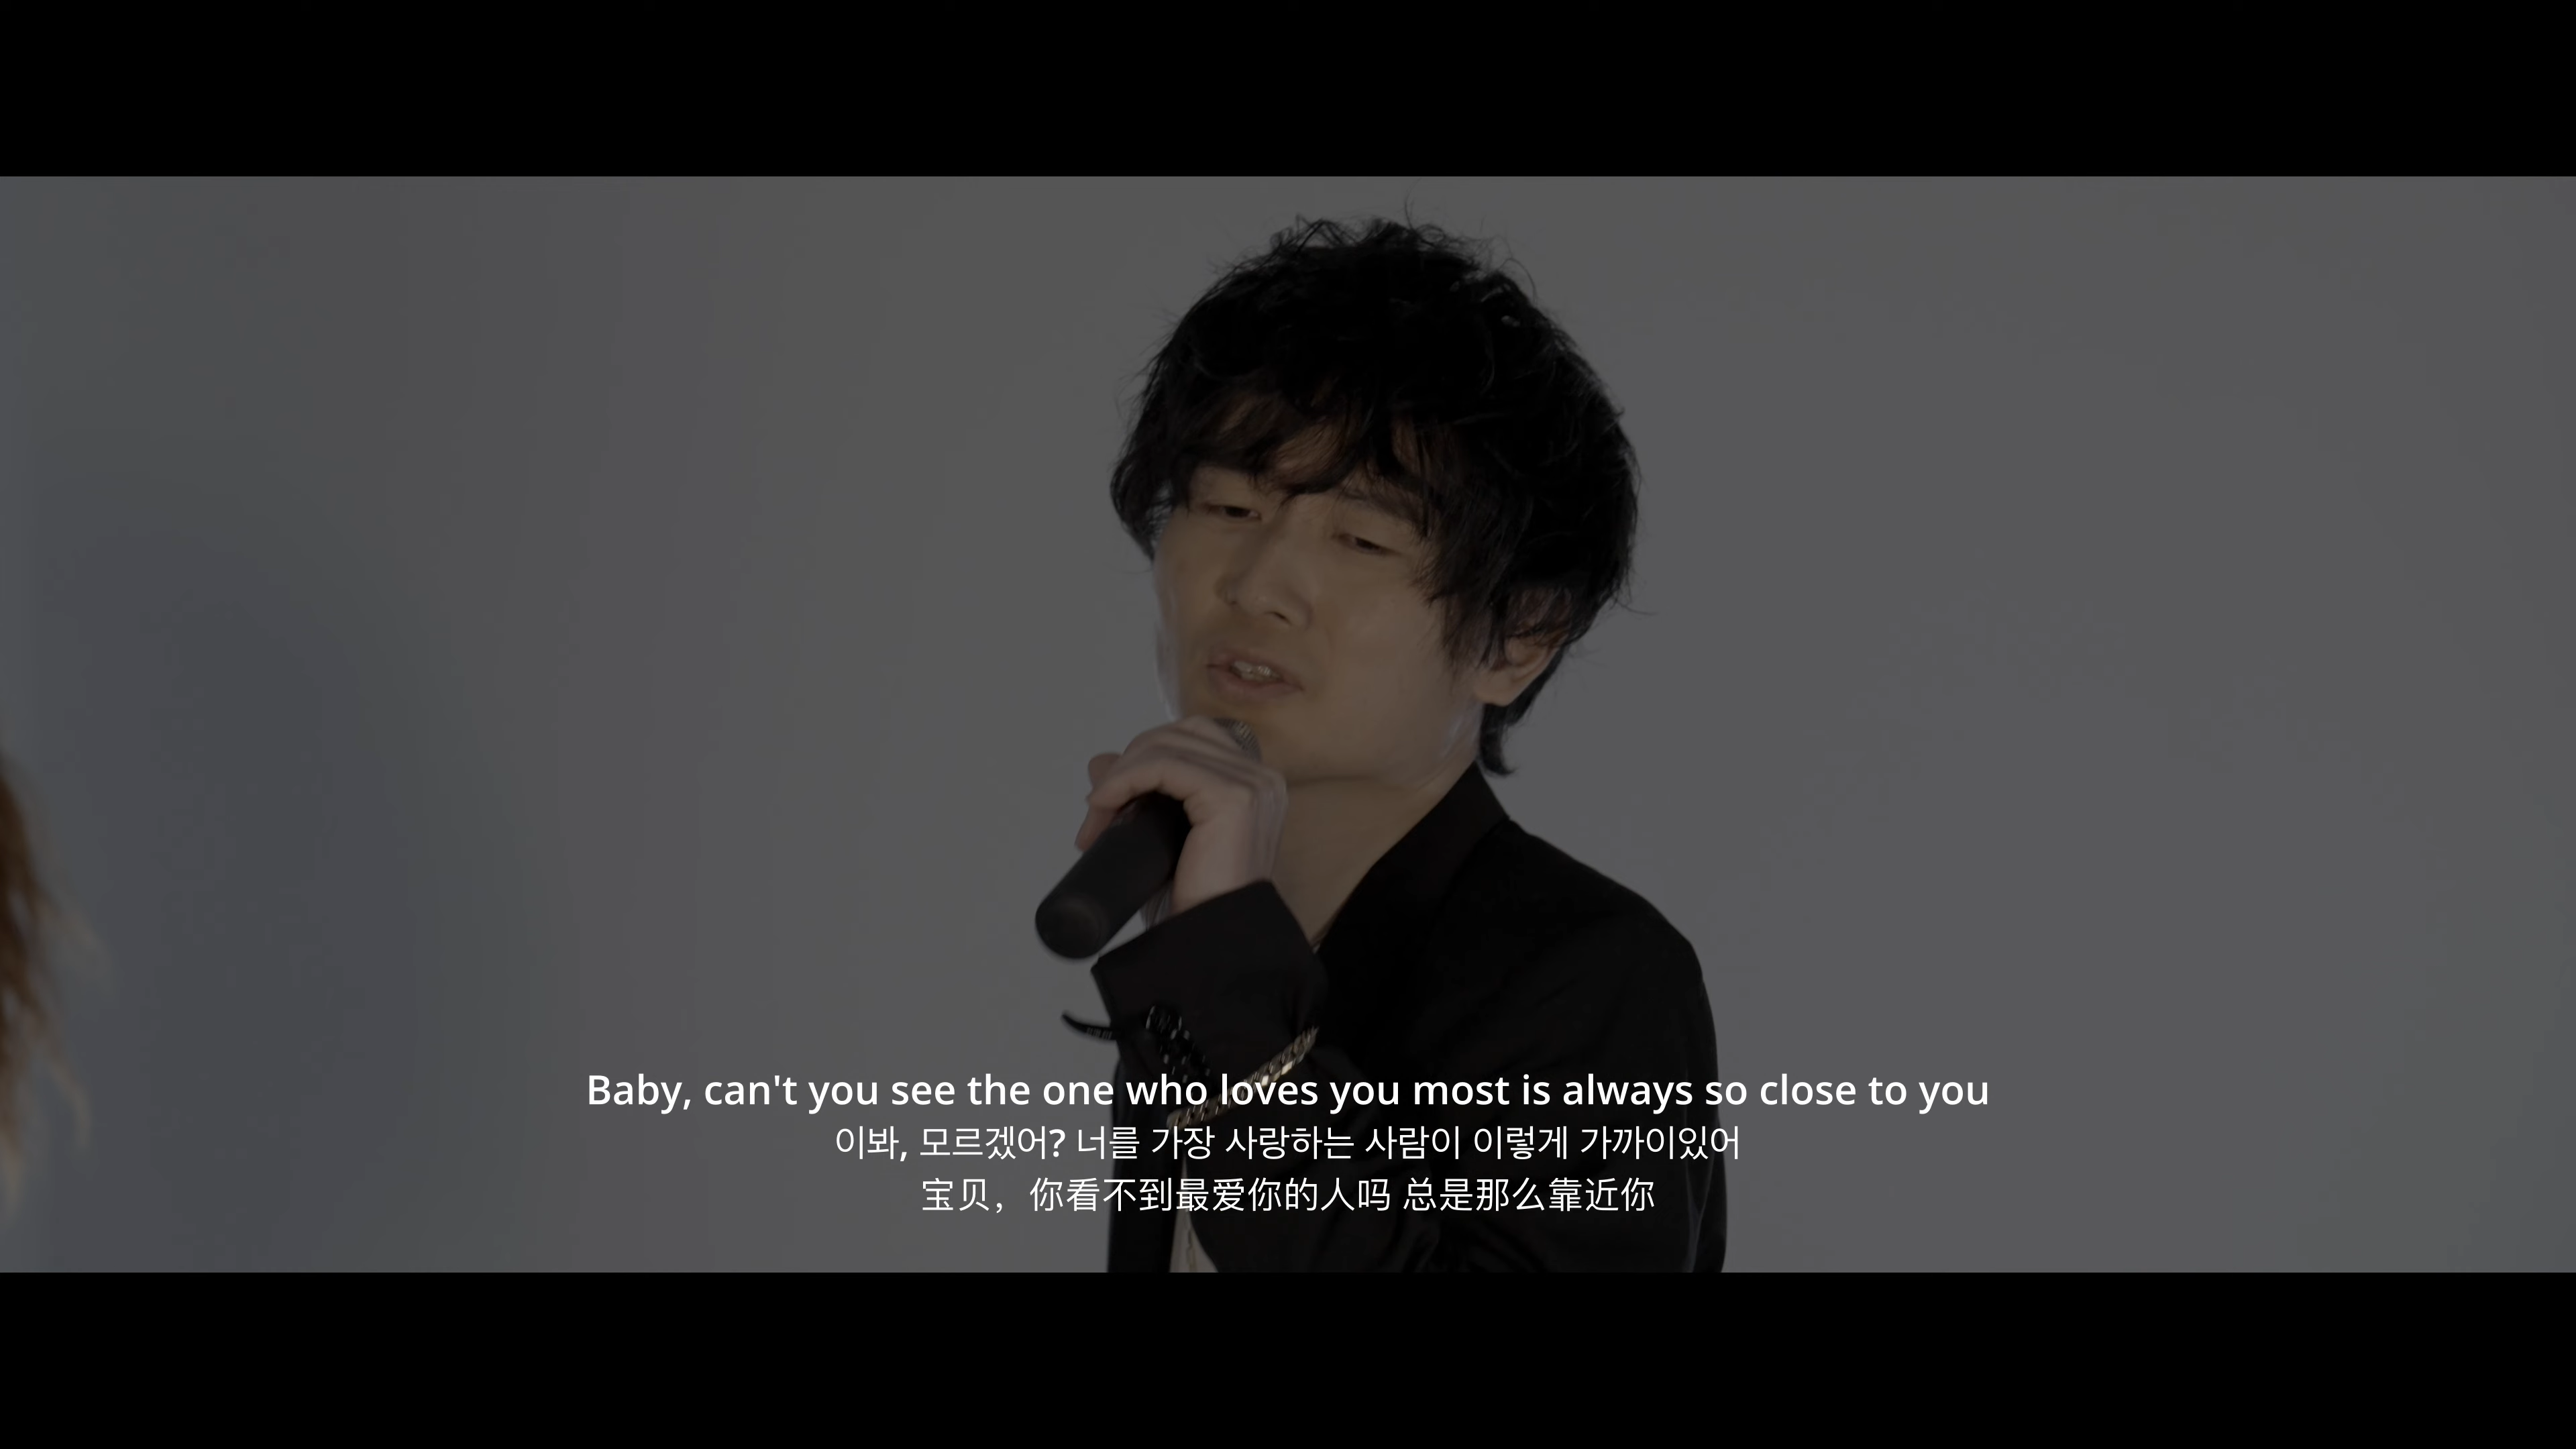 Baby, can't you see the one who loves you most is always so close to you
이봐, 모르겠어? 너를 가장 사랑하는 사람이 이렇게 가까이있어
宝贝，你看不到最爱你的人吗 总是那么靠近你